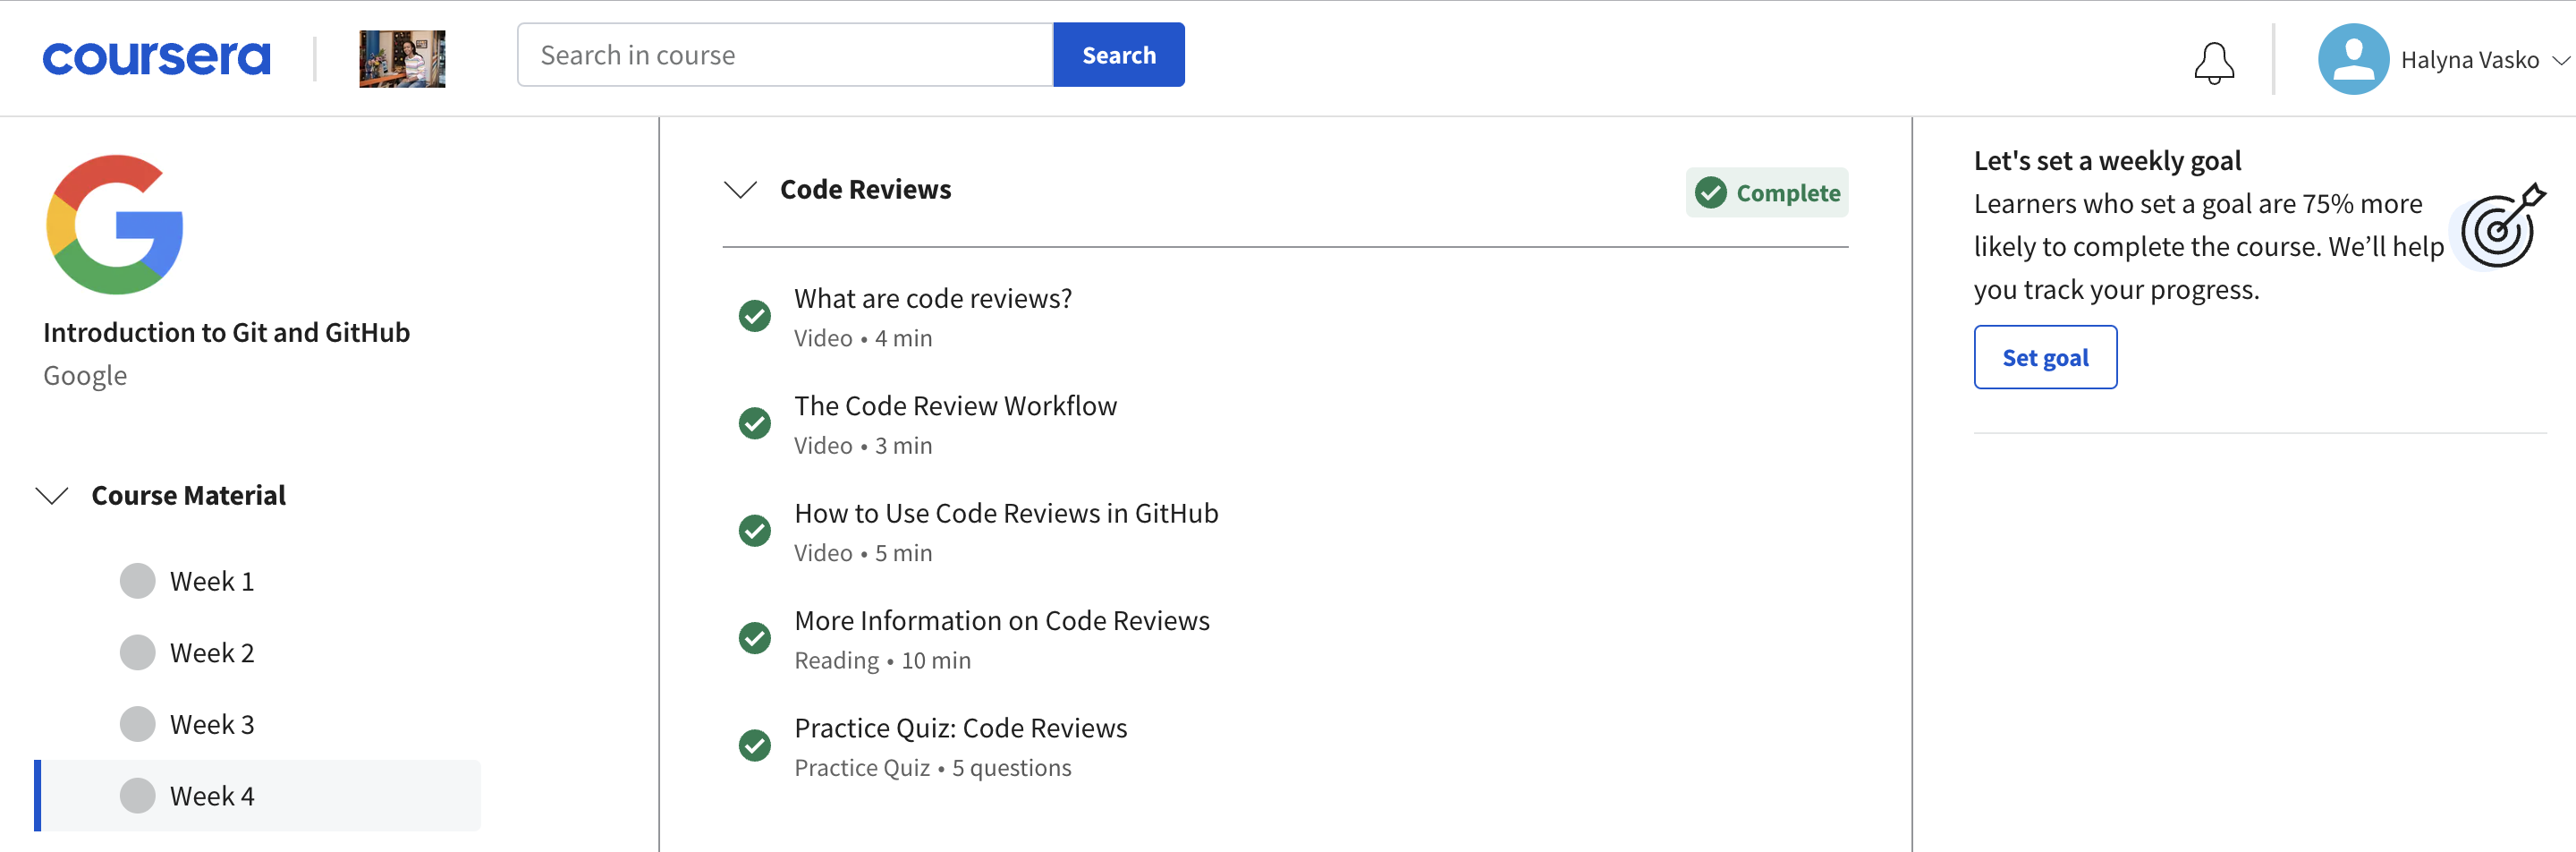 coursera
Search in course
Search
Halyna Vasko
Introduction to Git and GitHub
Google
Course Material
Week 1
Week 2
Week 3
Week 4
Code Reviews
Complete
What are code reviews?
Video • 4 min
The Code Review Workflow
Video • 3 min
How to Use Code Reviews in GitHub
Video • 5 min
More Information on Code Reviews
Reading • 10 min
Practice Quiz: Code Reviews
Practice Quiz • 5 questions
Let's set a weekly goal
Learners who set a goal are 75% more
likely to complete the course. We’ll help
you track your progress.
Set goal